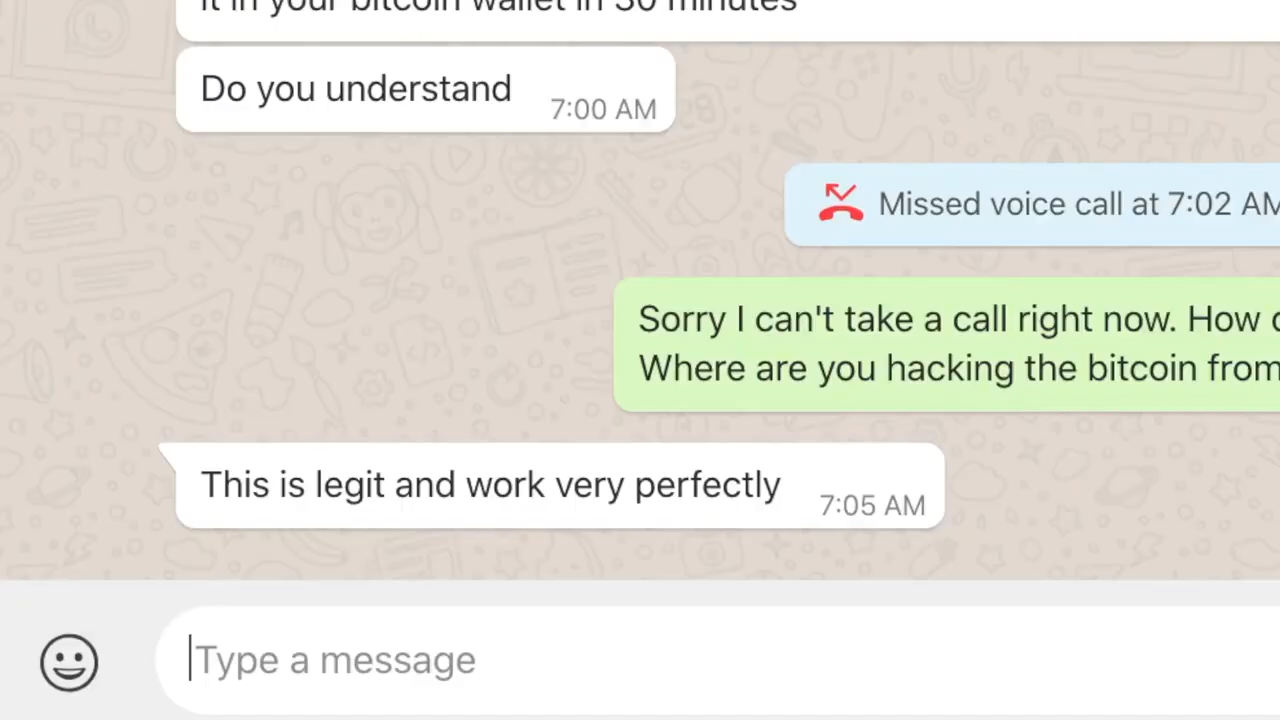 it in your bitcoin wallet in 30 minutes
Do you understand
7:00 AM
Missed voice call at 7:02 AM
Sorry I can't take a call right now. How
Where are you hacking the bitcoin from
This is legit and work very perfectly
7:05 AM
Type a message